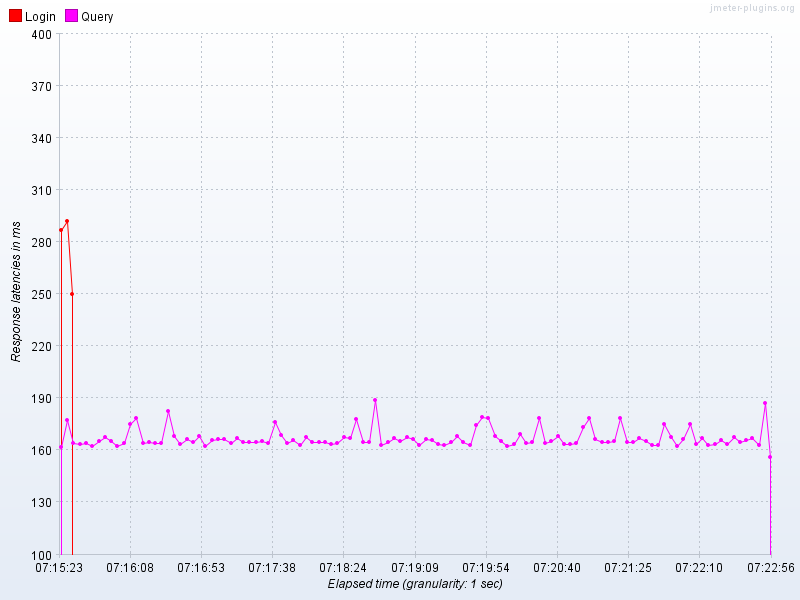 jmeter-plugins.org
Login Query
400
370
340
310
280
250
220
190
160
130
100
Response latencies in ms
07:15:23 07:16:08 07:16:53 07:17:38 07:18:24 07:19:09 07:19:54 07:20:40 07:21:25 07:22:10 07:22:56
Elapsed time (granularity: 1 sec)